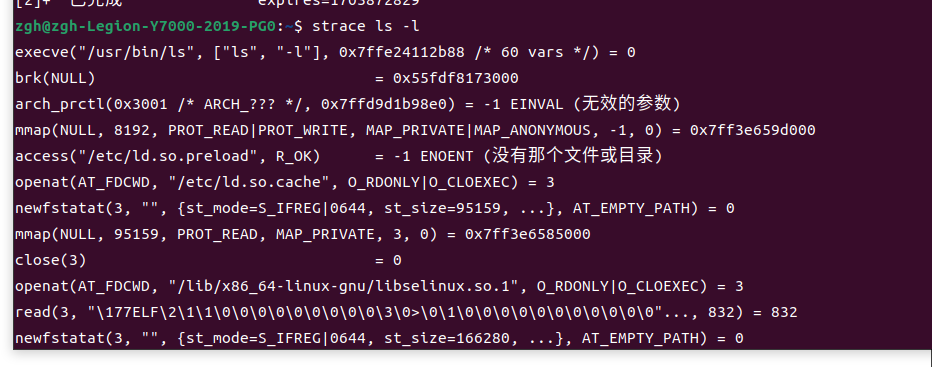 [2]+  已完成               expires=1703872829
zgh@zgh-Legion-Y7000-2019-PG0:~$ strace ls -l
execve("/usr/bin/ls", ["ls", "-l"], 0x7ffe24112b88 /* 60 vars */) = 0
brk(NULL)                               = 0x55fdf8173000
arch_prctl(0x3001 /* ARCH_??? */, 0x7ffd9d1b98e0) = -1 EINVAL (无效的参数)
mmap(NULL, 8192, PROT_READ|PROT_WRITE, MAP_PRIVATE|MAP_ANONYMOUS, -1, 0) = 0x7ff3e659d000
access("/etc/ld.so.preload", R_OK)      = -1 ENOENT (没有那个文件或目录)
openat(AT_FDCWD, "/etc/ld.so.cache", O_RDONLY|O_CLOEXEC) = 3
newfstatat(3, "", {st_mode=S_IFREG|0644, st_size=95159, ...}, AT_EMPTY_PATH) = 0
mmap(NULL, 95159, PROT_READ, MAP_PRIVATE, 3, 0) = 0x7ff3e6585000
close(3)                                = 0
openat(AT_FDCWD, "/lib/x86_64-linux-gnu/libselinux.so.1", O_RDONLY|O_CLOEXEC) = 3
read(3, "\177ELF\2\1\1\0\0\0\0\0\0\0\0\0\3\0>\0\1\0\0\0\0\0\0\0\0\0\0\0"..., 832) = 832
newfstatat(3, "", {st_mode=S_IFREG|0644, st_size=166280, ...}, AT_EMPTY_PATH) = 0